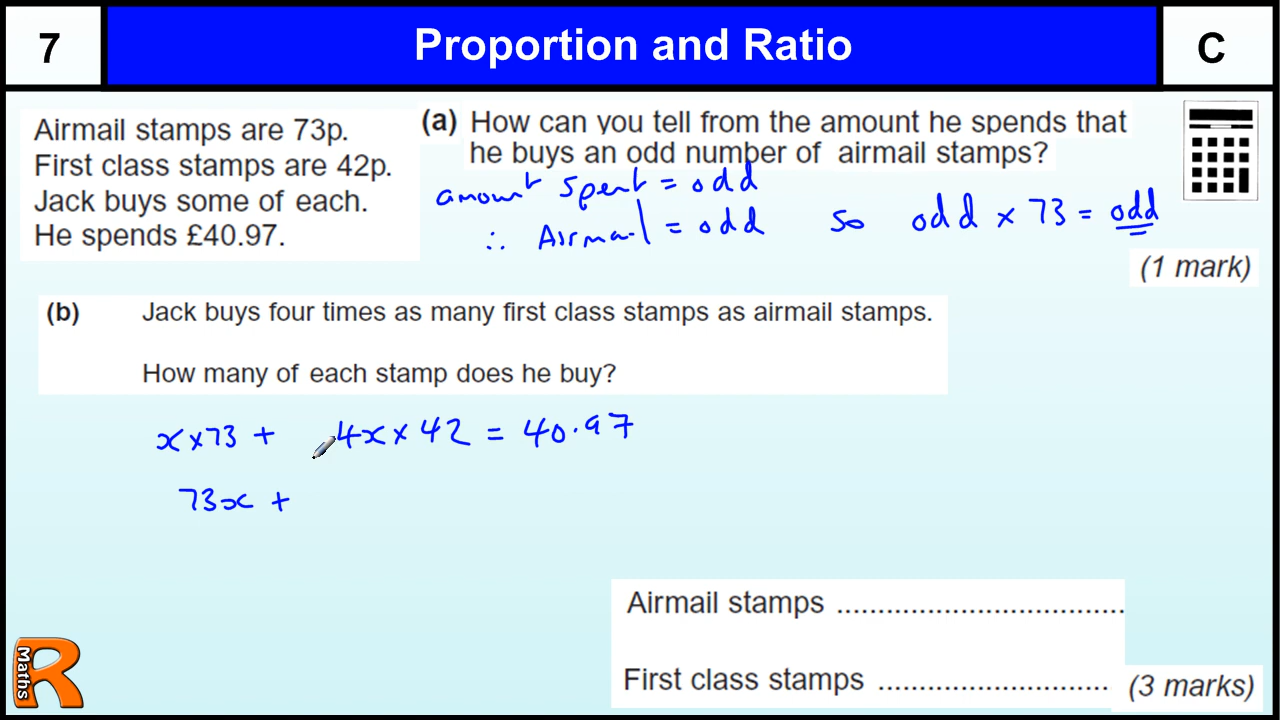 7
Proportion and Ratio
C
Airmail stamps are 73p.
First class stamps are 42p.
Jack buys some of each.
He spends £40.97.
(a) How can you tell from the amount he spends that
he buys an odd number of airmail stamps?
amount spent = odd
∴ Airmail = odd so odd × 73 = odd
(1 mark)
(b) Jack buys four times as many first class stamps as airmail stamps.
How many of each stamp does he buy?
x × 73 + 4x × 42 = 40.97
73x +
Airmail stamps ................................
First class stamps ..........................
(3 marks)
R Maths